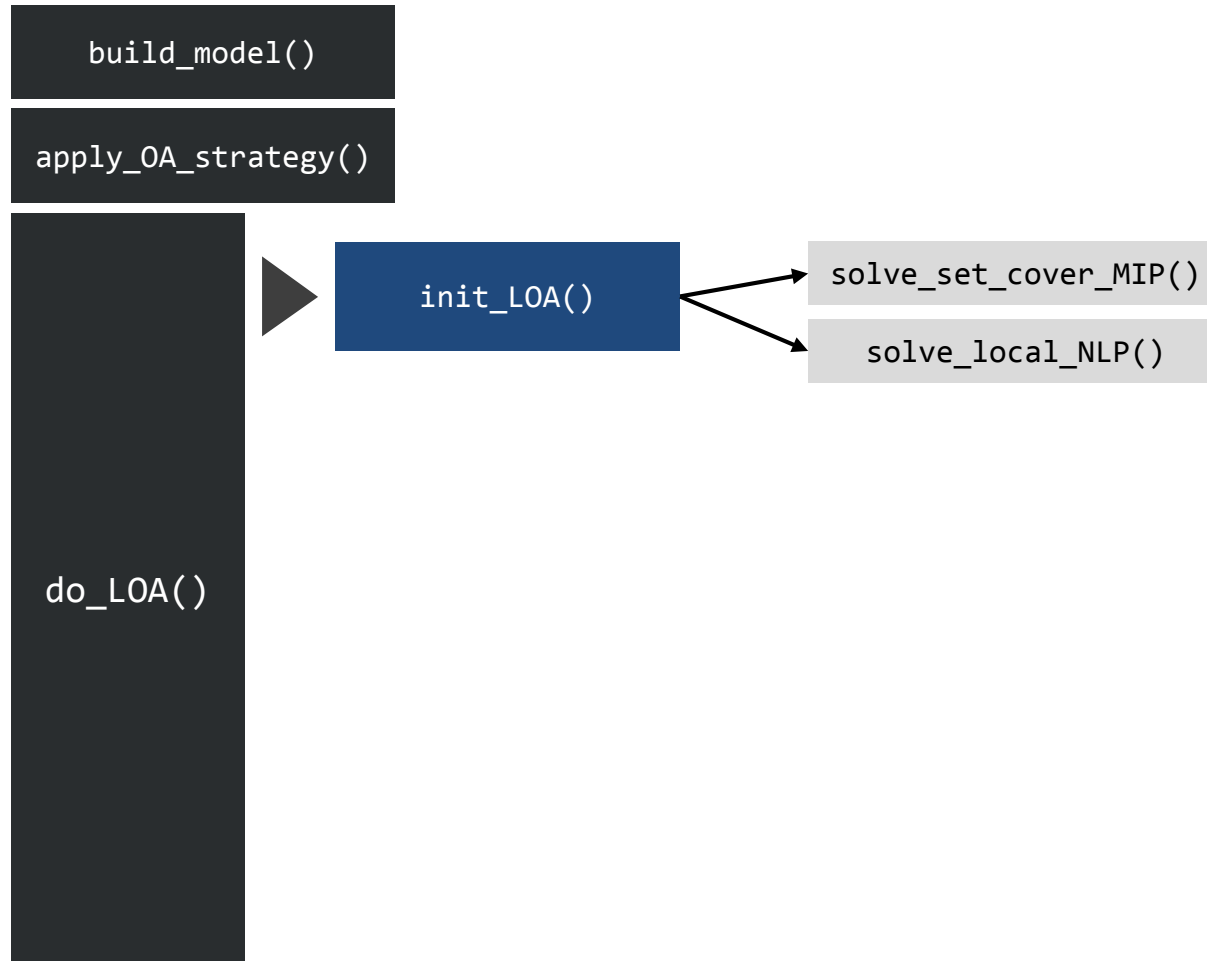 build_model()
apply_OA_strategy()
init_LOA()
solve_set_cover_MIP()
solve_local_NLP()
do_LOA()